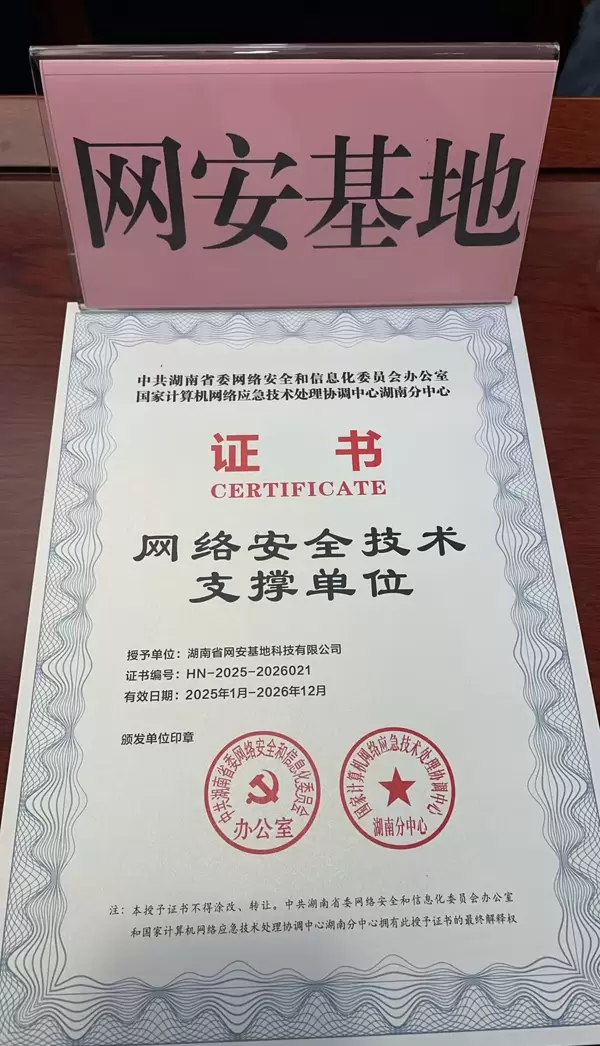 网安基地
中共湖南省委网络安全和信息化委员会办公室
国家计算机网络应急技术处理协调中心湖南分中心
证 书
CERTIFICATE
网络安全技术
支撑单位
授予单位：湖南省网安基地科技有限公司
证书编号：HN-2025-2026021
有效日期：2025年1月-2026年12月
颁发单位印章
中共湖南省委网络安全和信息化委员会
办公室
国家计算机网络应急技术处理协调中心
湖南分中心
注：本授予证书不得涂改、转让。中共湖南省委网络安全和信息化委员会办公室
和国家计算机网络应急技术处理协调中心湖南分中心拥有此授予证书的最终解释权